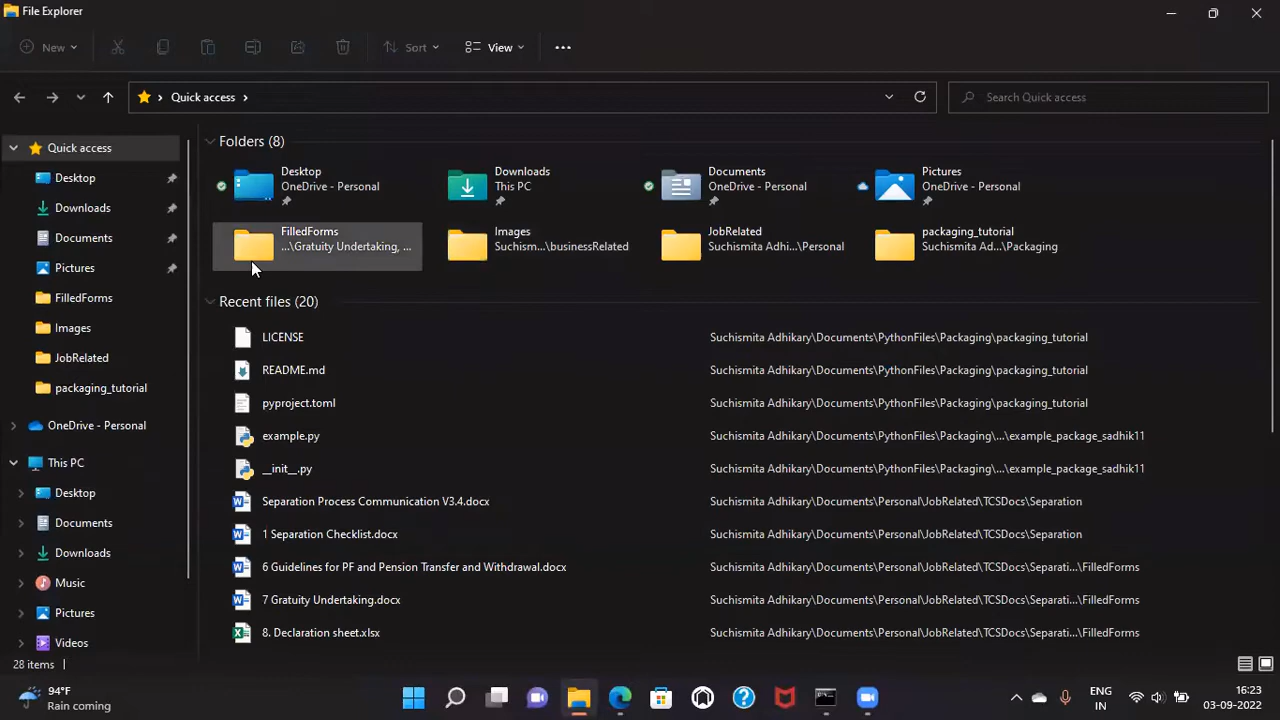 File Explorer
New
Sort
View
Quick access
Search Quick access
Quick access
Desktop
Downloads
Documents
Pictures
FilledForms
Images
JobRelated
packaging_tutorial
OneDrive - Personal
This PC
Desktop
Documents
Downloads
Music
Pictures
Videos
Folders (8)
Desktop
OneDrive - Personal
Downloads
This PC
Documents
OneDrive - Personal
Pictures
OneDrive - Personal
FilledForms
...\Gratuity Undertaking, ...
Images
Suchism...\businessRelated
JobRelated
Suchismita Adhi...\Personal
packaging_tutorial
Suchismita Ad...\Packaging
Recent files (20)
LICENSE Suchismita Adhikary\Documents\PythonFiles\Packaging\packaging_tutorial
README.md Suchismita Adhikary\Documents\PythonFiles\Packaging\packaging_tutorial
pyproject.toml Suchismita Adhikary\Documents\PythonFiles\Packaging\packaging_tutorial
example.py Suchismita Adhikary\Documents\PythonFiles\Packaging\...\example_package_sadhik11
__init__.py Suchismita Adhikary\Documents\PythonFiles\Packaging\...\example_package_sadhik11
Separation Process Communication V3.4.docx Suchismita Adhikary\Documents\Personal\JobRelated\TCSDocs\Separation
1 Separation Checklist.docx Suchismita Adhikary\Documents\Personal\JobRelated\TCSDocs\Separation
6 Guidelines for PF and Pension Transfer and Withdrawal.docx Suchismita Adhikary\Documents\Personal\JobRelated\TCSDocs\Separati...\FilledForms
7 Gratuity Undertaking.docx Suchismita Adhikary\Documents\Personal\JobRelated\TCSDocs\Separati...\FilledForms
8. Declaration sheet.xlsx Suchismita Adhikary\Documents\Personal\JobRelated\TCSDocs\Separati...\FilledForms
28 items
94°F
Rain coming
ENG
IN
16:23
03-09-2022